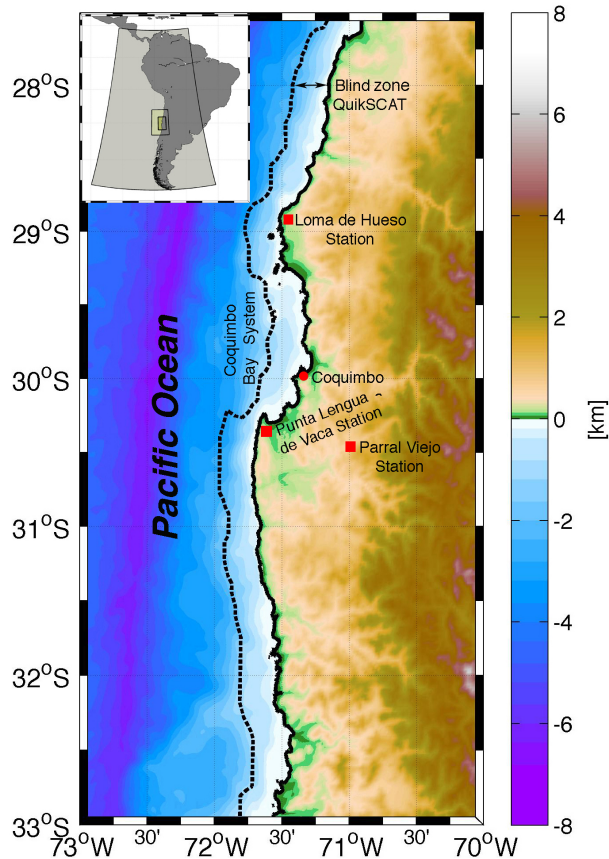 28°S
29°S
30°S
31°S
32°S
33°S
73°W
30'
72°W
30'
71°W
30'
70°W
Blind zone
QuikSCAT
Loma de Hueso
Station
Coquimbo
Bay System
Coquimbo
Punta Lengua
de Vaca Station
Parral Viejo
Station
Pacific Ocean
8
6
4
2
0
-2
-4
-6
-8
[km]